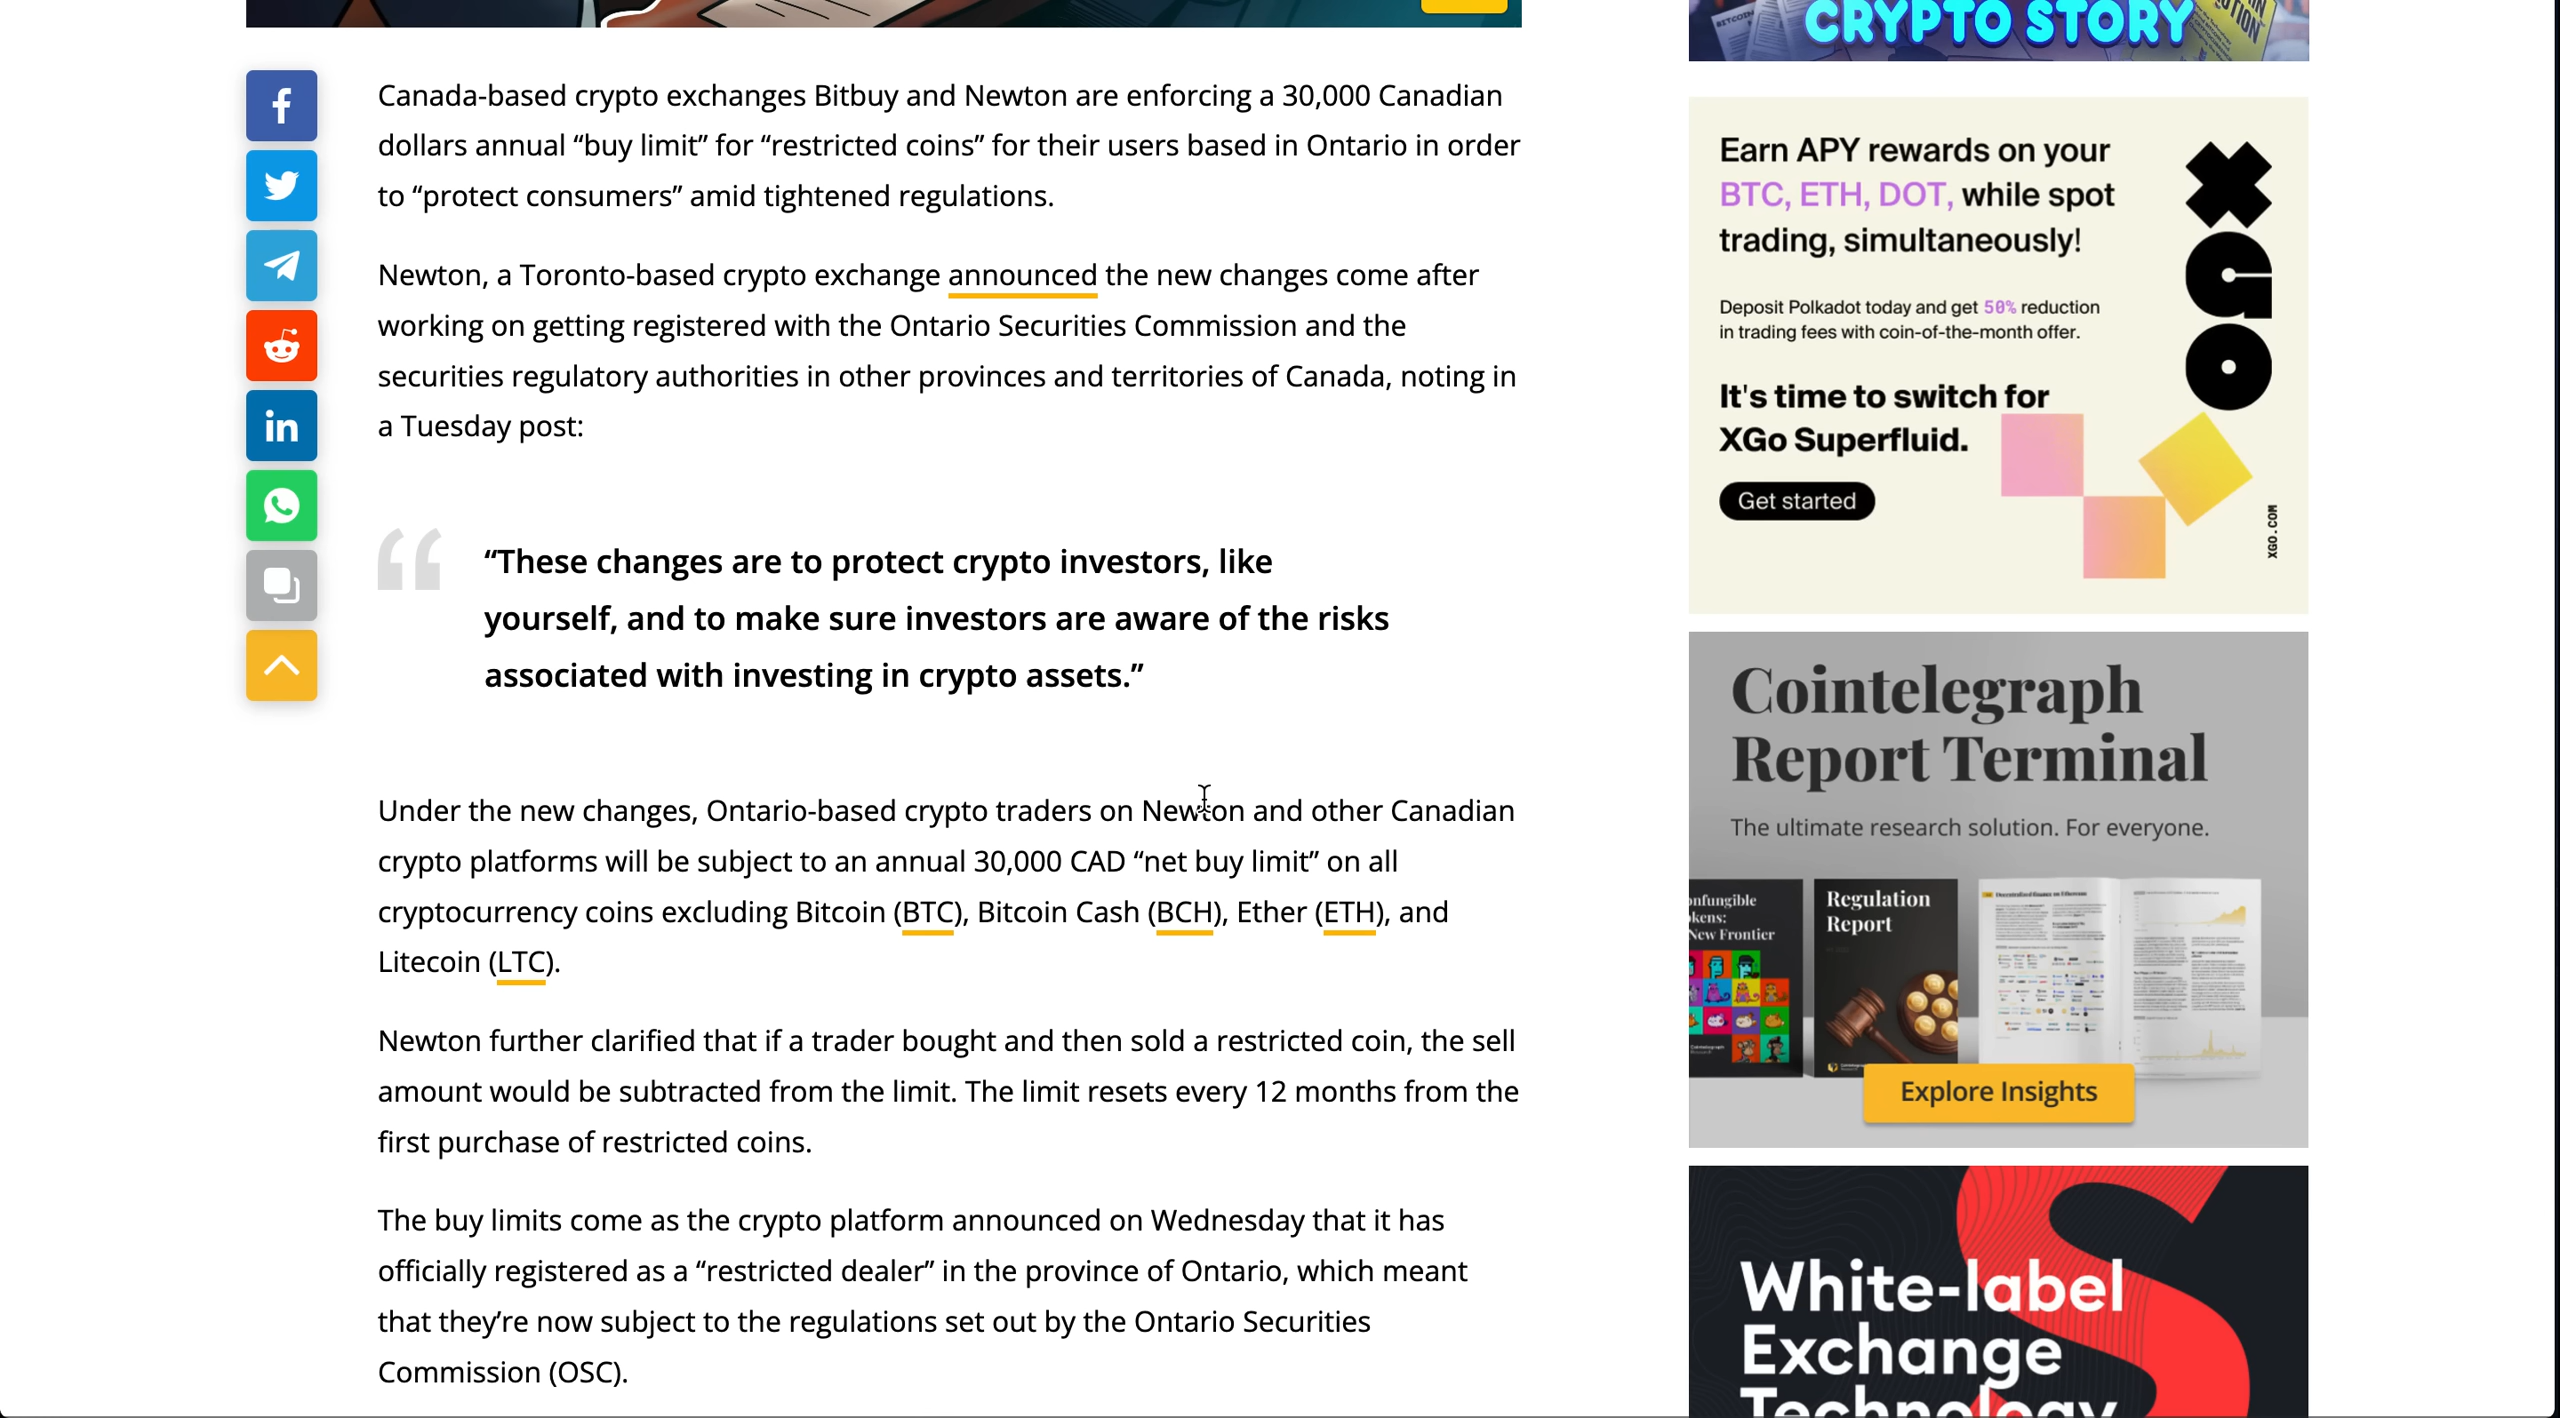 CRYPTO STORY
Canada-based crypto exchanges Bitbuy and Newton are enforcing a 30,000 Canadian
dollars annual “buy limit” for “restricted coins” for their users based in Ontario in order
to “protect consumers” amid tightened regulations.
Newton, a Toronto-based crypto exchange announced the new changes come after
working on getting registered with the Ontario Securities Commission and the
securities regulatory authorities in other provinces and territories of Canada, noting in
a Tuesday post:
“These changes are to protect crypto investors, like
yourself, and to make sure investors are aware of the risks
associated with investing in crypto assets.”
Under the new changes, Ontario-based crypto traders on Newton and other Canadian
crypto platforms will be subject to an annual 30,000 CAD “net buy limit” on all
cryptocurrency coins excluding Bitcoin (BTC), Bitcoin Cash (BCH), Ether (ETH), and
Litecoin (LTC).
Newton further clarified that if a trader bought and then sold a restricted coin, the sell
amount would be subtracted from the limit. The limit resets every 12 months from the
first purchase of restricted coins.
The buy limits come as the crypto platform announced on Wednesday that it has
officially registered as a “restricted dealer” in the province of Ontario, which meant
that they’re now subject to the regulations set out by the Ontario Securities
Commission (OSC).
Earn APY rewards on your
BTC, ETH, DOT, while spot
trading, simultaneously!
Deposit Polkadot today and get 50% reduction
in trading fees with coin-of-the-month offer.
It's time to switch for
XGo Superfluid.
Get started
XGO
XGO.COM
Cointelegraph
Report Terminal
The ultimate research solution. For everyone.
New Frontier
Regulation
Report
Explore Insights
White-label
Exchange
Technology